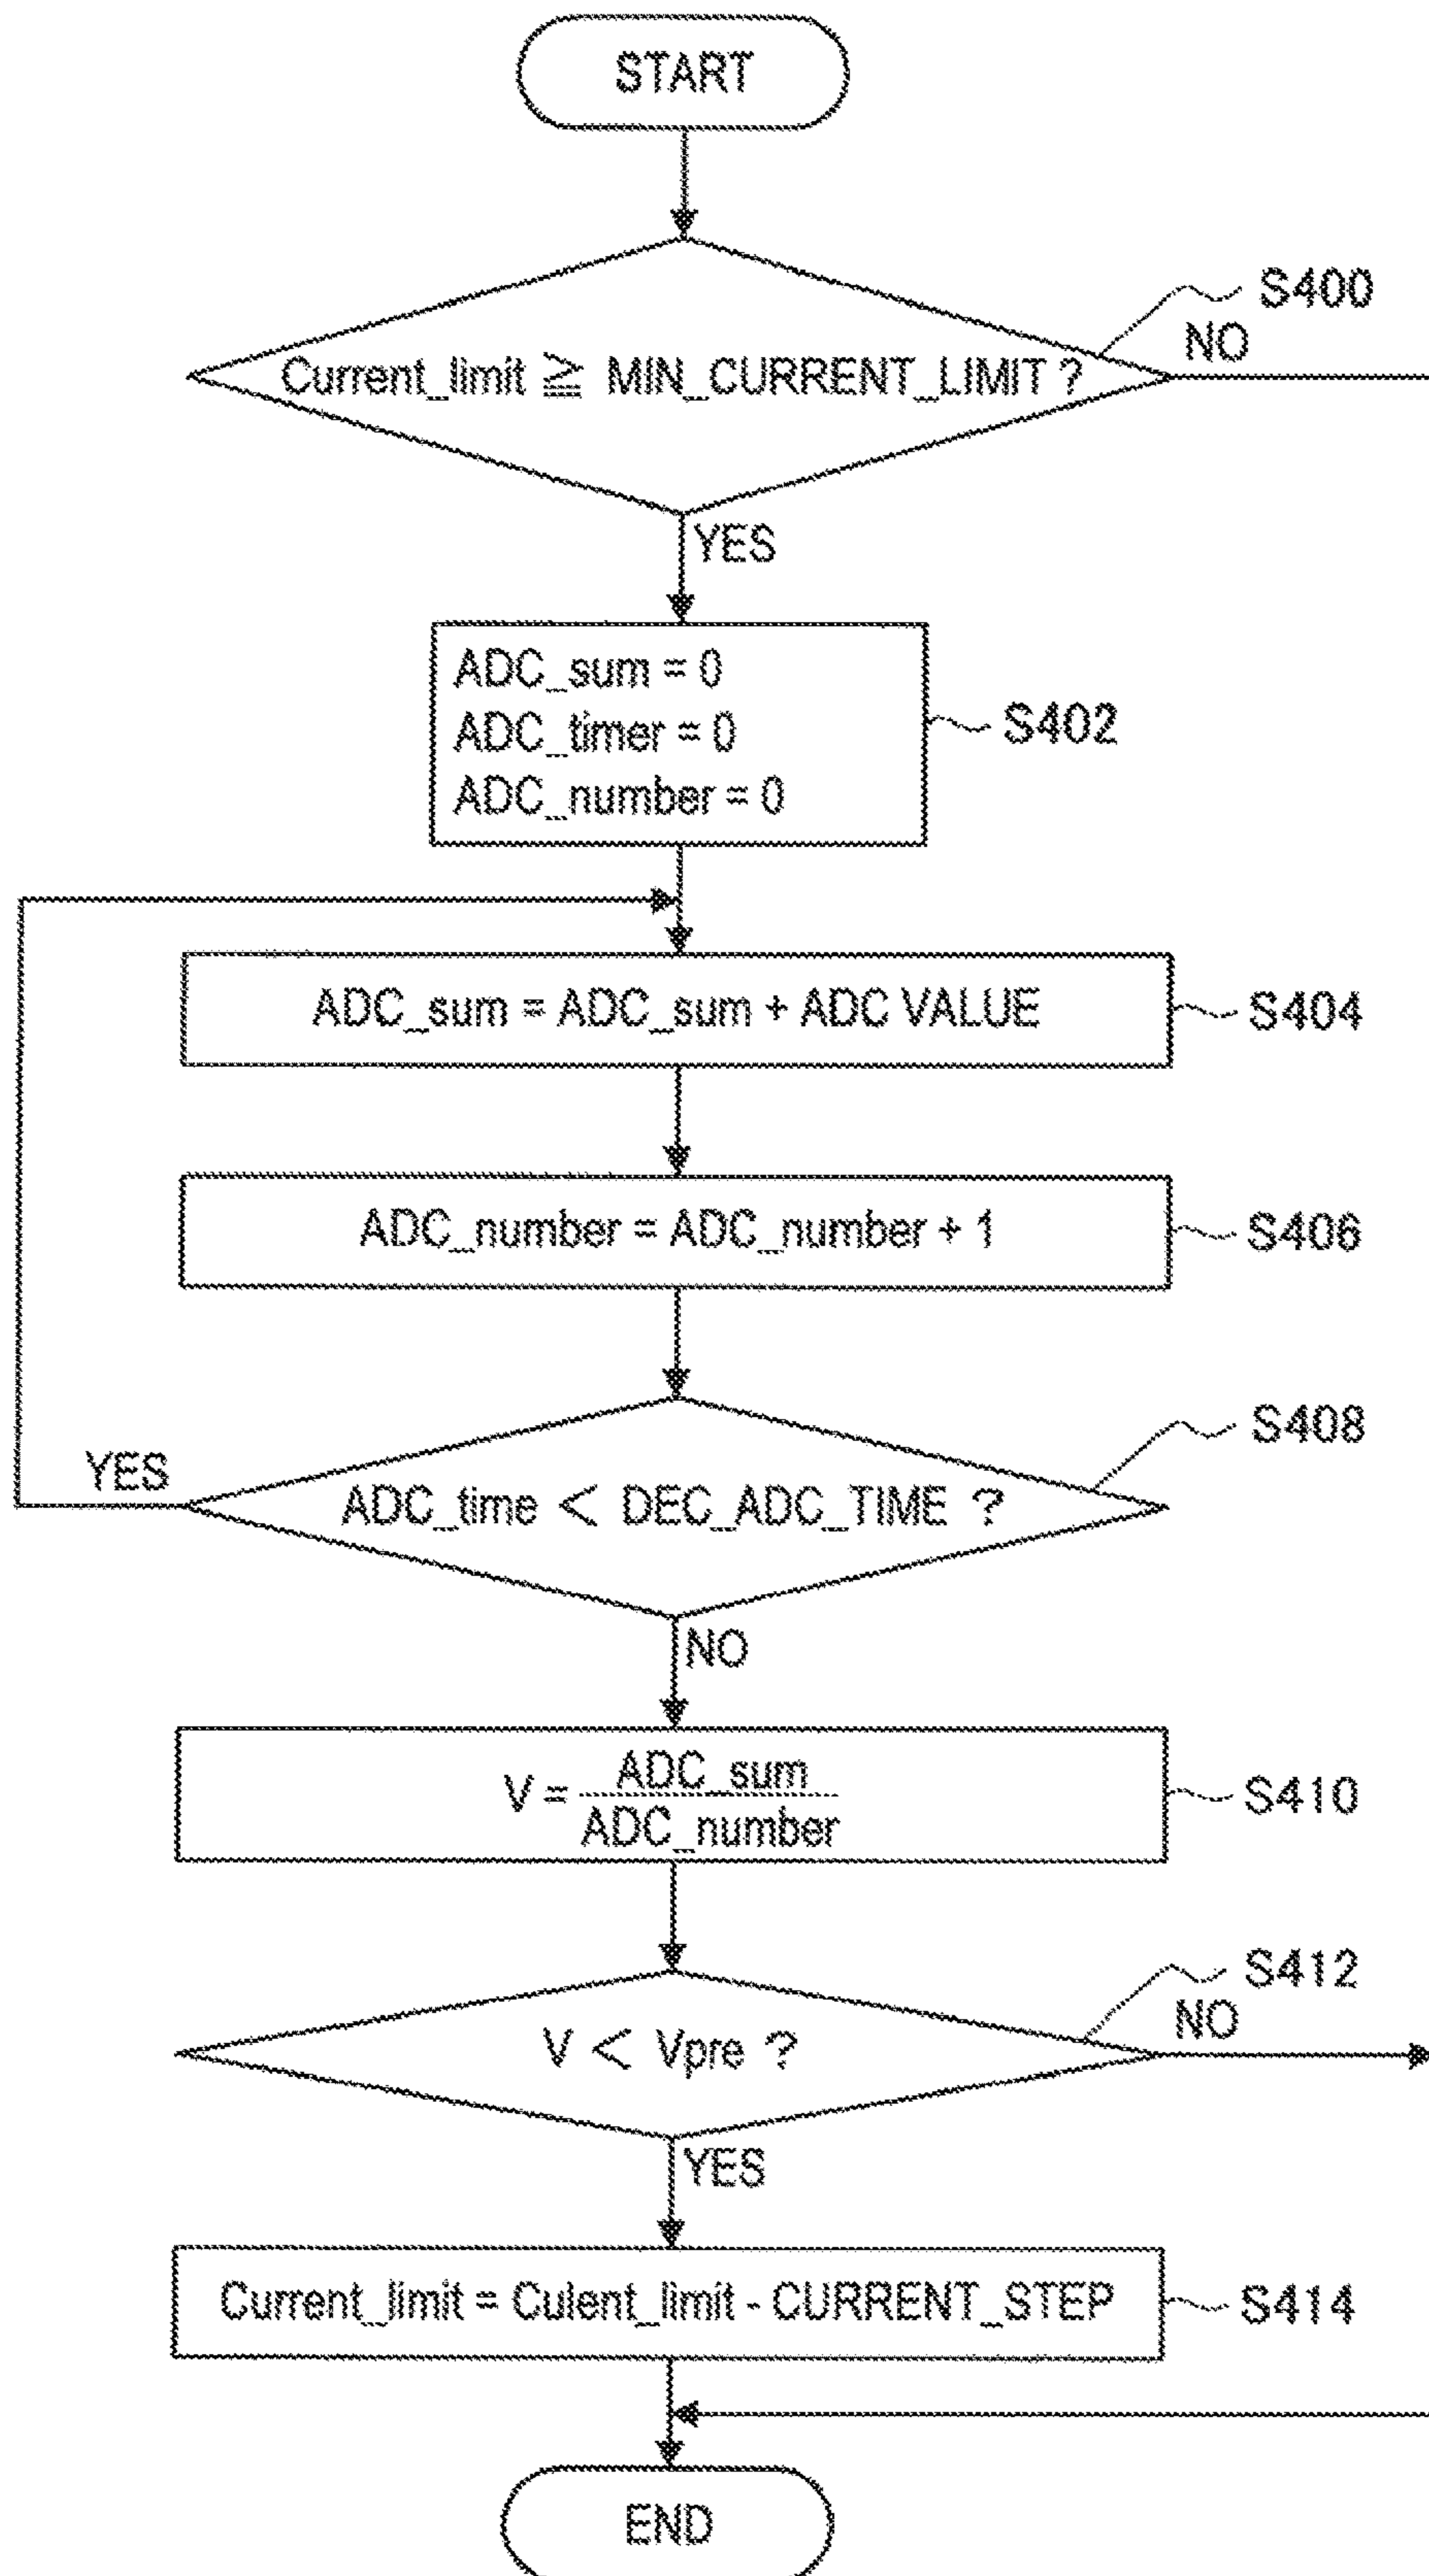 START
S400
NO
Current_limit ≧ MIN_CURRENT_LIMIT ?
YES
ADC_sum = 0
ADC_timer = 0
ADC_number = 0
S402
ADC_sum = ADC_sum + ADC VALUE
S404
ADC_number = ADC_number + 1
S406
S408
YES
ADC_time < DEC_ADC_TIME ?
NO
V = ADC_sum
ADC_number
S410
S412
NO
V < Vpre ?
YES
Current_limit = Culent_limit - CURRENT_STEP
S414
END